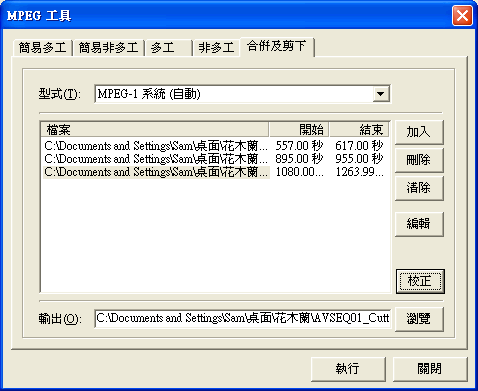 MPEG 工具
簡易多工 簡易非多工 多工 非多工 合併及剪下
型式(T): MPEG-1 系統 (自動)
檔案 開始 結束
C:\Documents and Settings\Sam\桌面\花木蘭... 557.00 秒 617.00 秒
C:\Documents and Settings\Sam\桌面\花木蘭... 895.00 秒 955.00 秒
C:\Documents and Settings\Sam\桌面\花木蘭... 1080.00... 1263.99...
加入
刪除
清除
編輯
校正
輸出(O): C:\Documents and Settings\Sam\桌面\花木蘭\AVSEQ01_Cutt 瀏覽
執行 關閉